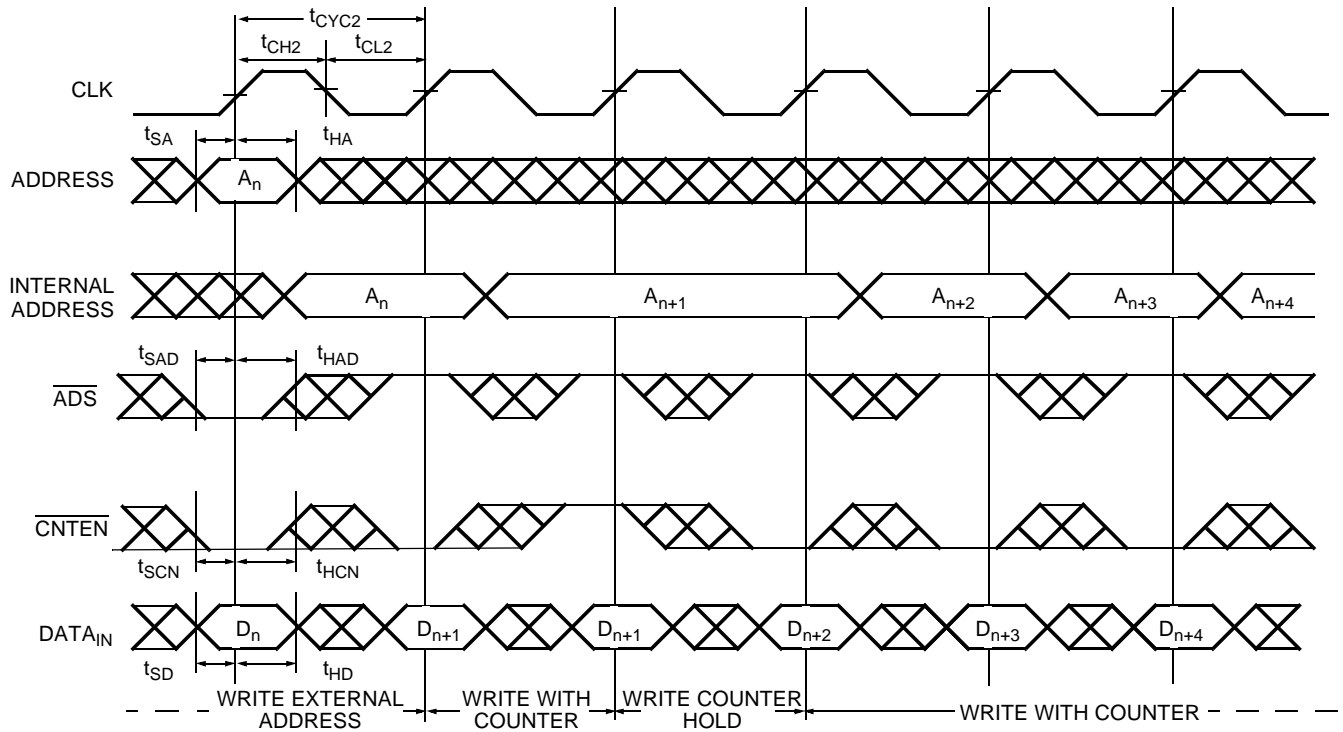 tCYC2
tCH2 tCL2
CLK
tSA tHA
ADDRESS An
INTERNAL
ADDRESS
An An+1 An+2 An+3 An+4
tSAD tHAD
ADS
CNTEN
tSCN tHCN
DATAIN Dn Dn+1 Dn+1 Dn+2 Dn+3 Dn+4
tSD tHD
WRITE EXTERNAL
ADDRESS
WRITE WITH
COUNTER
WRITE COUNTER
HOLD
WRITE WITH COUNTER